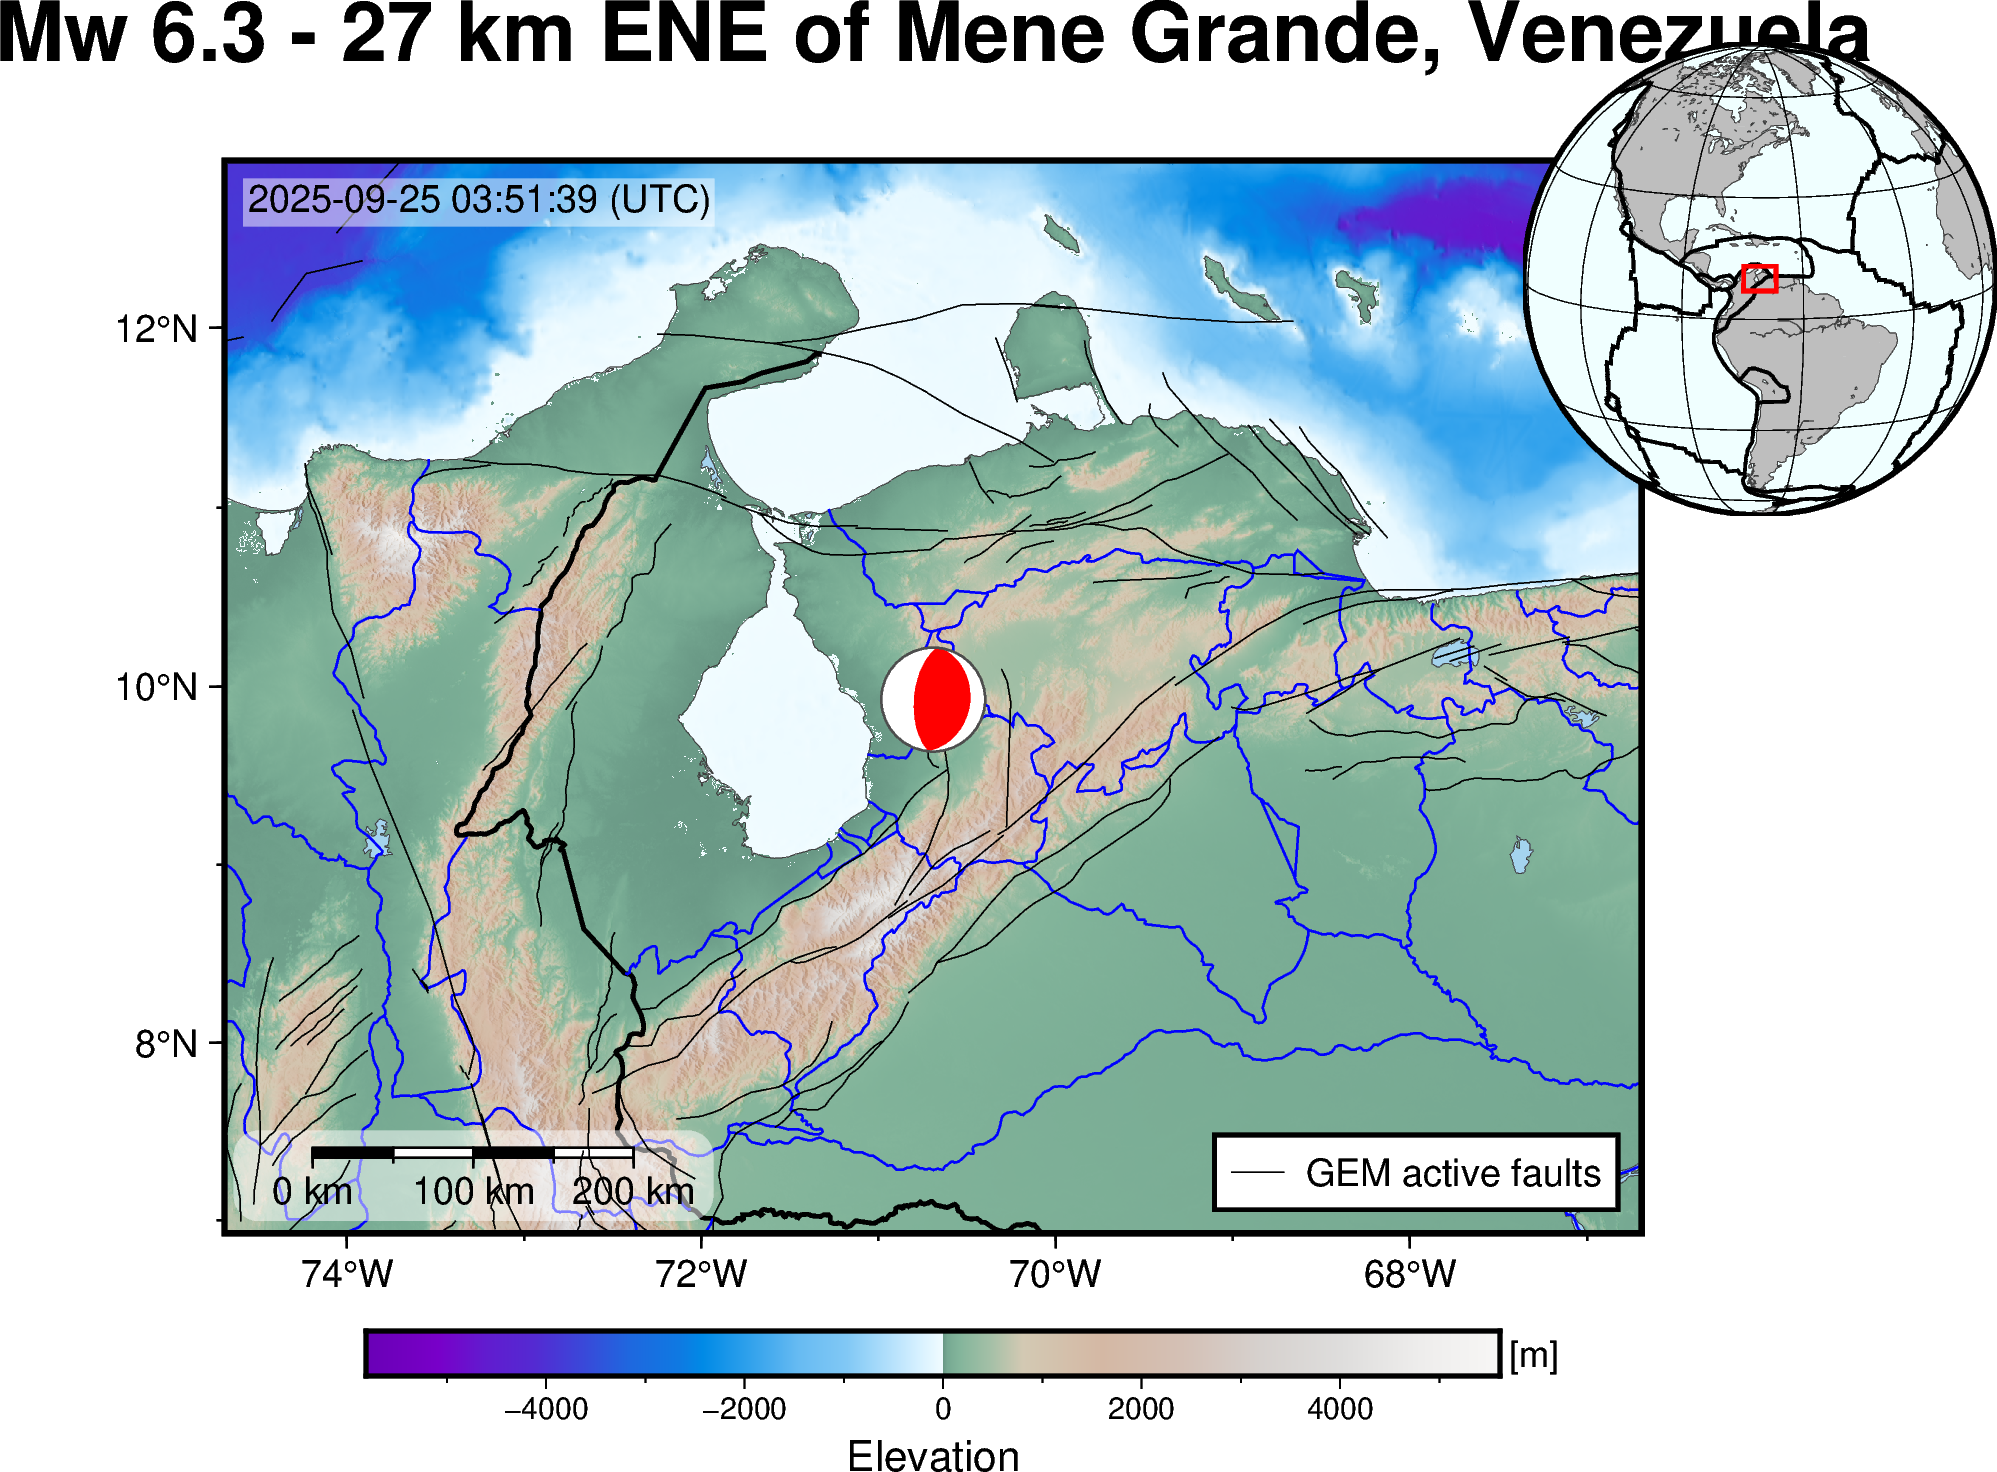 Mw 6.3 - 27 km ENE of Mene Grande, Venezuela
2025-09-25 03:51:39 (UTC)
12°N
10°N
8°N
0 km 100 km 200 km
GEM active faults
74°W 72°W 70°W 68°W
[m]
−4000 −2000 0 2000 4000
Elevation